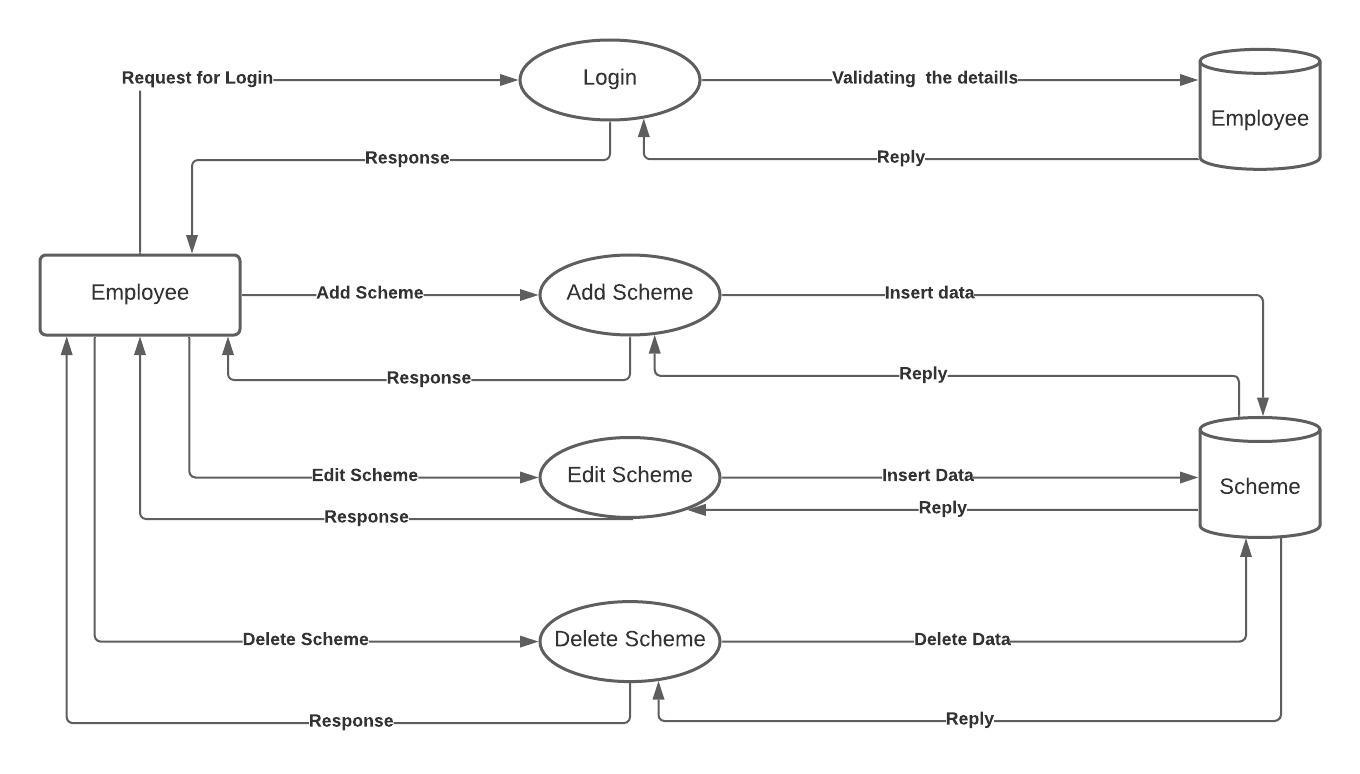 Request for Login
Login
Validating  the detaills
Employee
Response
Reply
Employee
Add Scheme
Add Scheme
Insert data
Response
Reply
Edit Scheme
Edit Scheme
Insert Data
Scheme
Response
Reply
Delete Scheme
Delete Scheme
Delete Data
Response
Reply